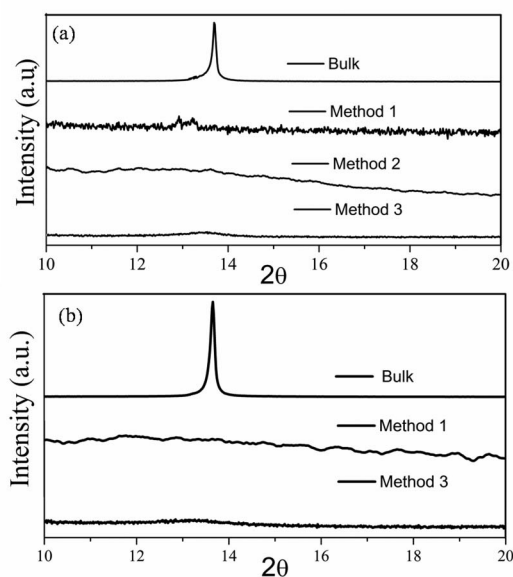 (a)
Bulk
Method 1
Method 2
Method 3
Intensity (a.u)
10 12 14 16 18 20
2θ
(b)
Bulk
Method 1
Method 3
Intensity (a.u.)
10 12 14 16 18 20
2θ